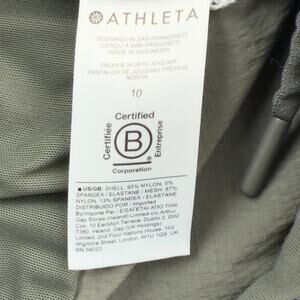 ATHLETA
DESIGNED IN SAN FRANCISCO
CONÇU À SAN FRANCISCO
MADE IN INDONESIA
TREKKIE NORTH JOGGER
PANTALON DE JOGGING TREKKIE
NORTH
10
Certified
Certifiée
B
Entreprise
Corporation
■ US/GB: SHELL: 95% NYLON, 5%
SPANDEX / ELASTANE / MESH: 87%
NYLON, 13% SPANDEX / ELASTANE
DISTRIBUIDO POR / Imported
By/Importé Par / ΕΙΣΑΓΕΤΑΙ ΑΠΟ ΤΗΝ
Gap Stores (Ireland) Limited c/o Arthur
Cox, 10 Earlsfort Terrace, Dublin 2, D02
T380, Ireland. Gap (UK Holdings)
Limited, 2nd Floor Nations House, 103
Wigmore Street, London, W1U 1QS, UK
RN 54023